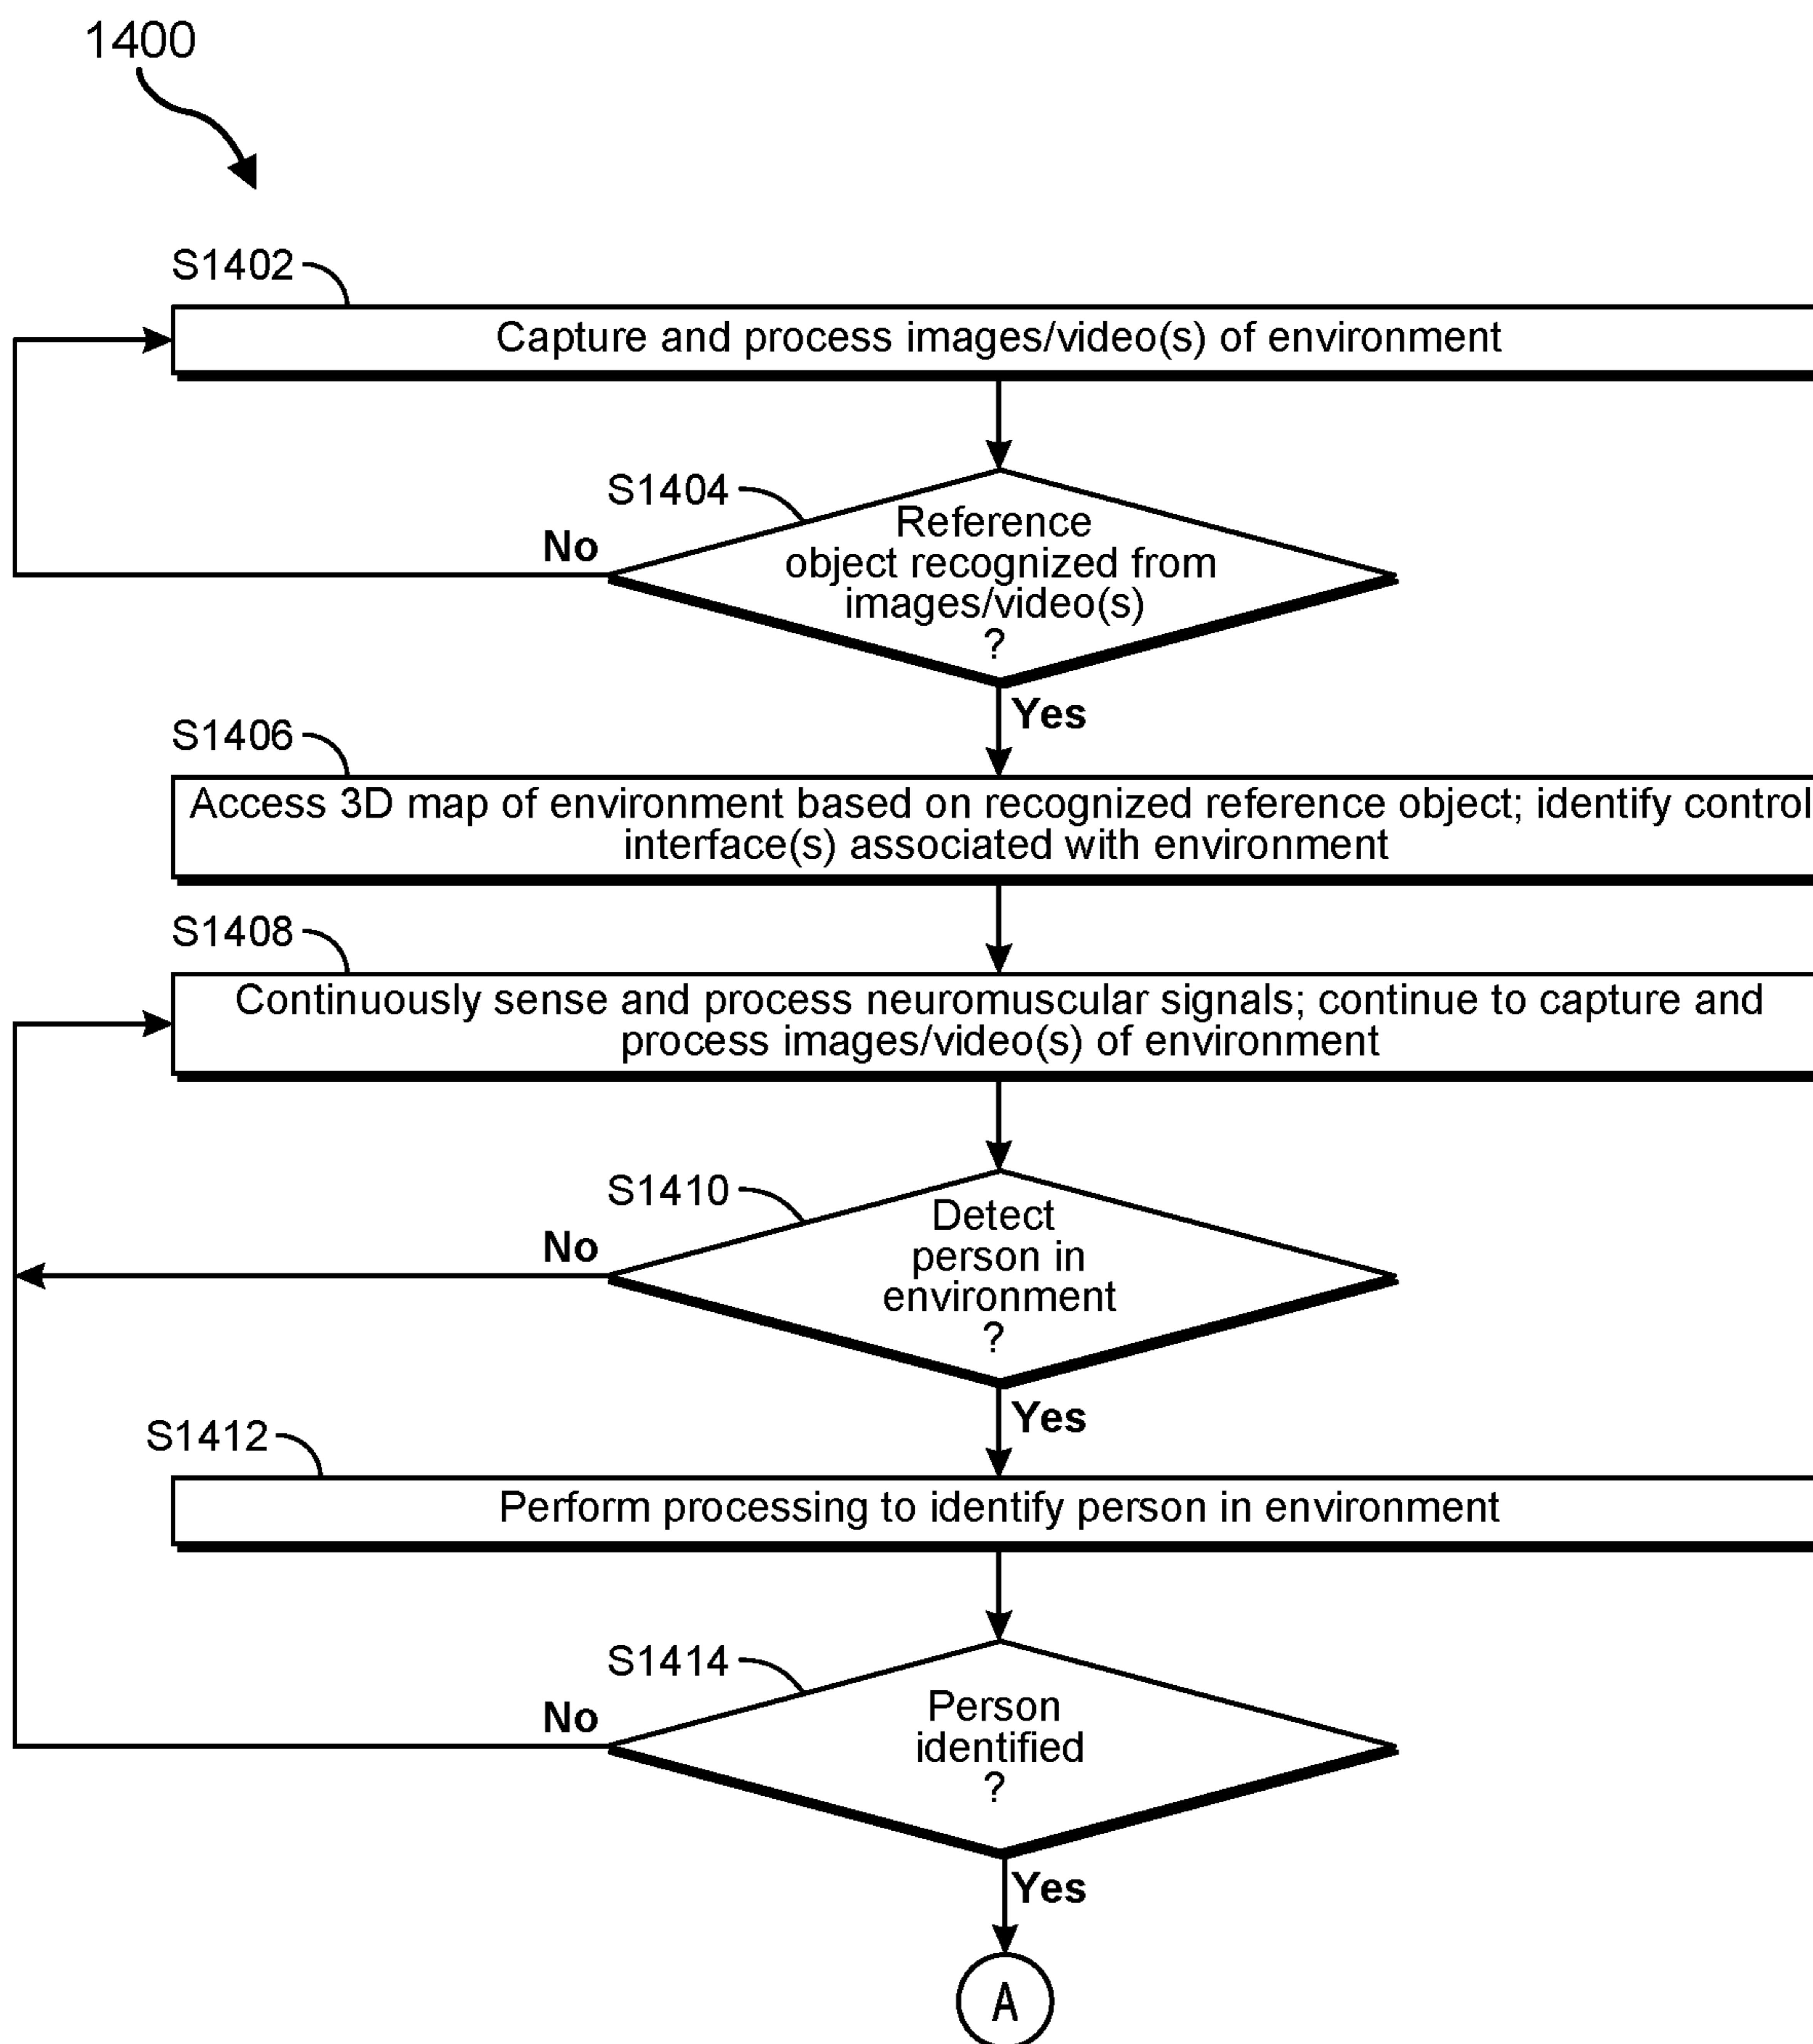 1400
S1402
Capture and process images/video(s) of environment
S1404
Reference
object recognized from
images/video(s)
?
No
Yes
S1406
Access 3D map of environment based on recognized reference object; identify control
interface(s) associated with environment
S1408
Continuously sense and process neuromuscular signals; continue to capture and
process images/video(s) of environment
S1410
Detect
person in
environment
?
No
Yes
S1412
Perform processing to identify person in environment
S1414
Person
identified
?
No
Yes
A